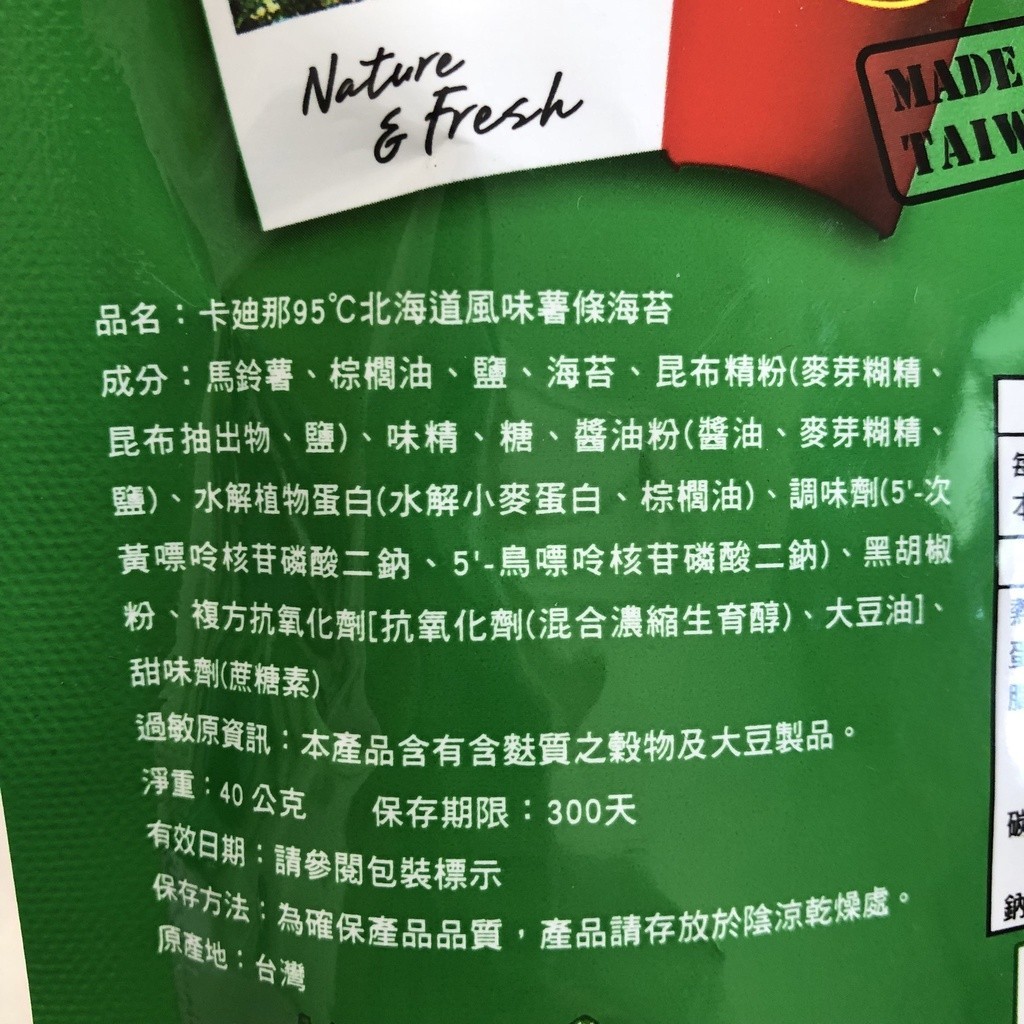 Nature
& Fresh
MADE
TAIW
品名：卡廸那95℃北海道風味薯條海苔
成分：馬鈴薯、棕櫚油、鹽、海苔、昆布精粉(麥芽糊精、
昆布抽出物、鹽)、味精、糖、醬油粉(醬油、麥芽糊精、
鹽)、水解植物蛋白(水解小麥蛋白、棕櫚油)、調味劑(5'-次
黃嘌呤核苷磷酸二鈉、5'-鳥嘌呤核苷磷酸二鈉)、黑胡椒
粉、複方抗氧化劑[抗氧化劑(混合濃縮生育醇)、大豆油]、
甜味劑(蔗糖素)
過敏原資訊：本產品含有含麩質之穀物及大豆製品。
淨重：40公克 保存期限：300天
有效日期：請參閱包裝標示
保存方法：為確保產品品質，產品請存放於陰涼乾燥處。
原產地：台灣
每
本
熱
蛋
脂
碳
鈉